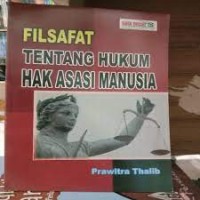 FILSAFAT
TENTANG HUKUM
HAK ASASI MANUSIA
Prawitra Thalib